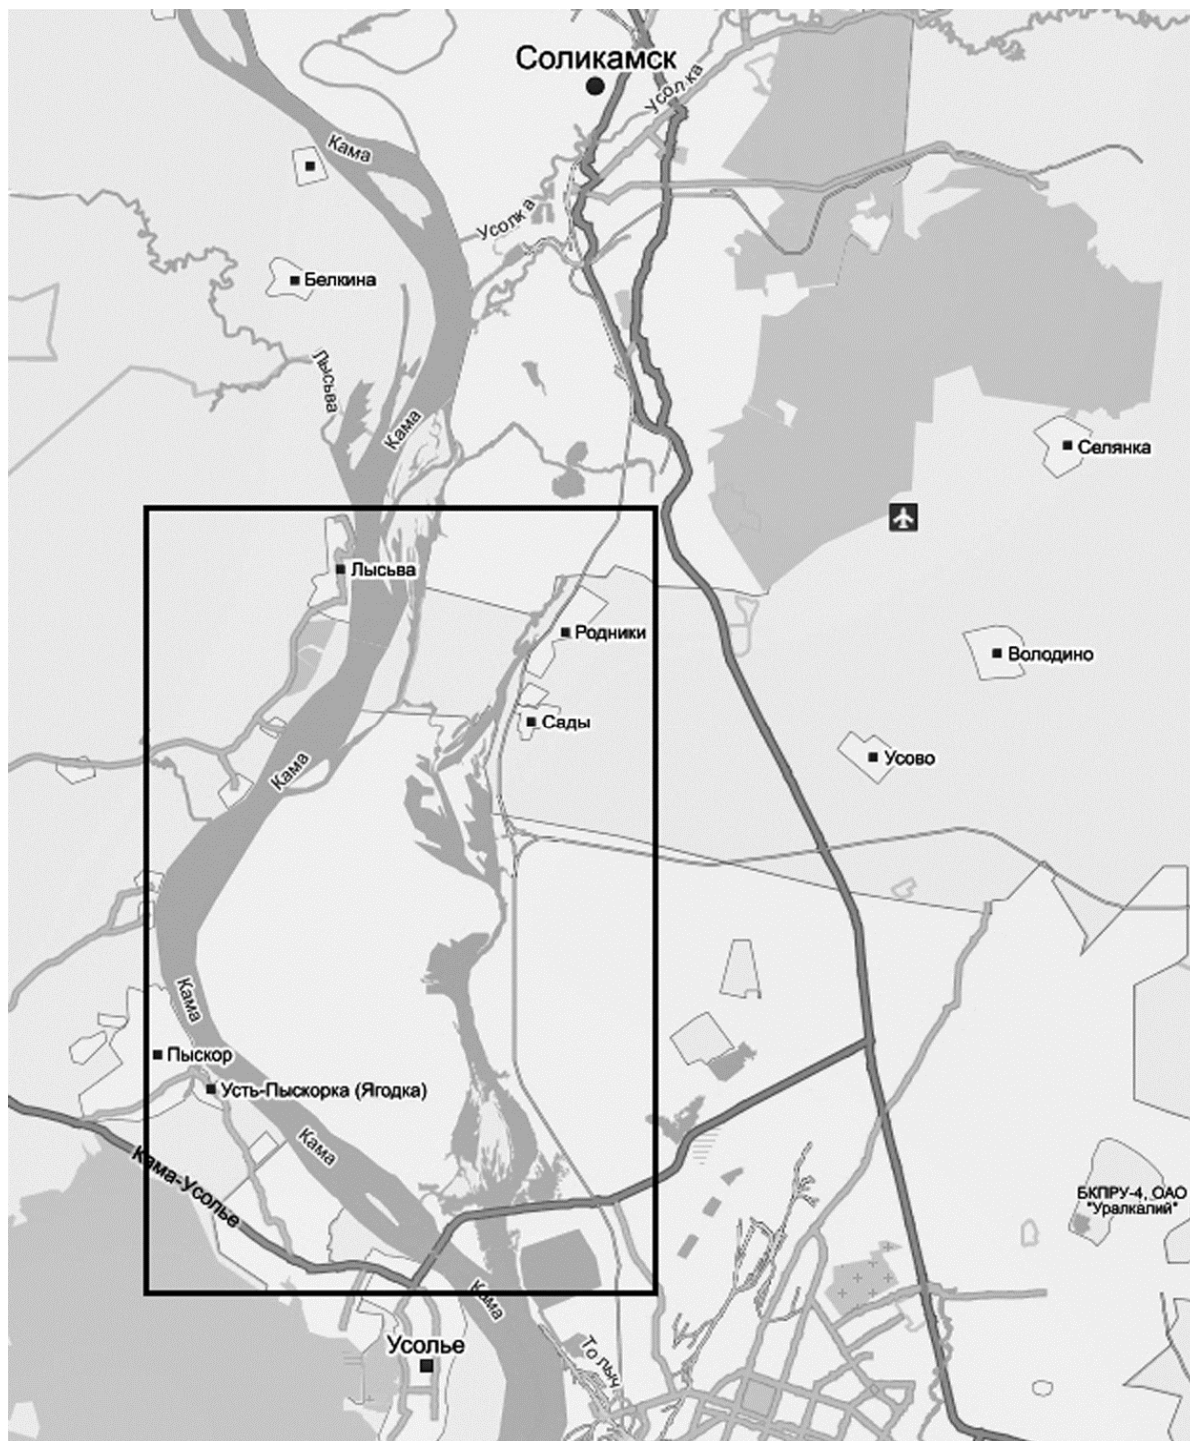 Соликамск
Усолка
Кама
Усолка
Белкина
Лысьва
Кама
Селянка
Лысьва
Родники
Володино
Сады
Усово
Кама
Кама
Пыскор
Усть-Пыскорка (Ягодка)
Кама
Кама-Усолье
БКПРУ-4, ОАО
"Уралкалий"
Кама
Усолье
Толыч